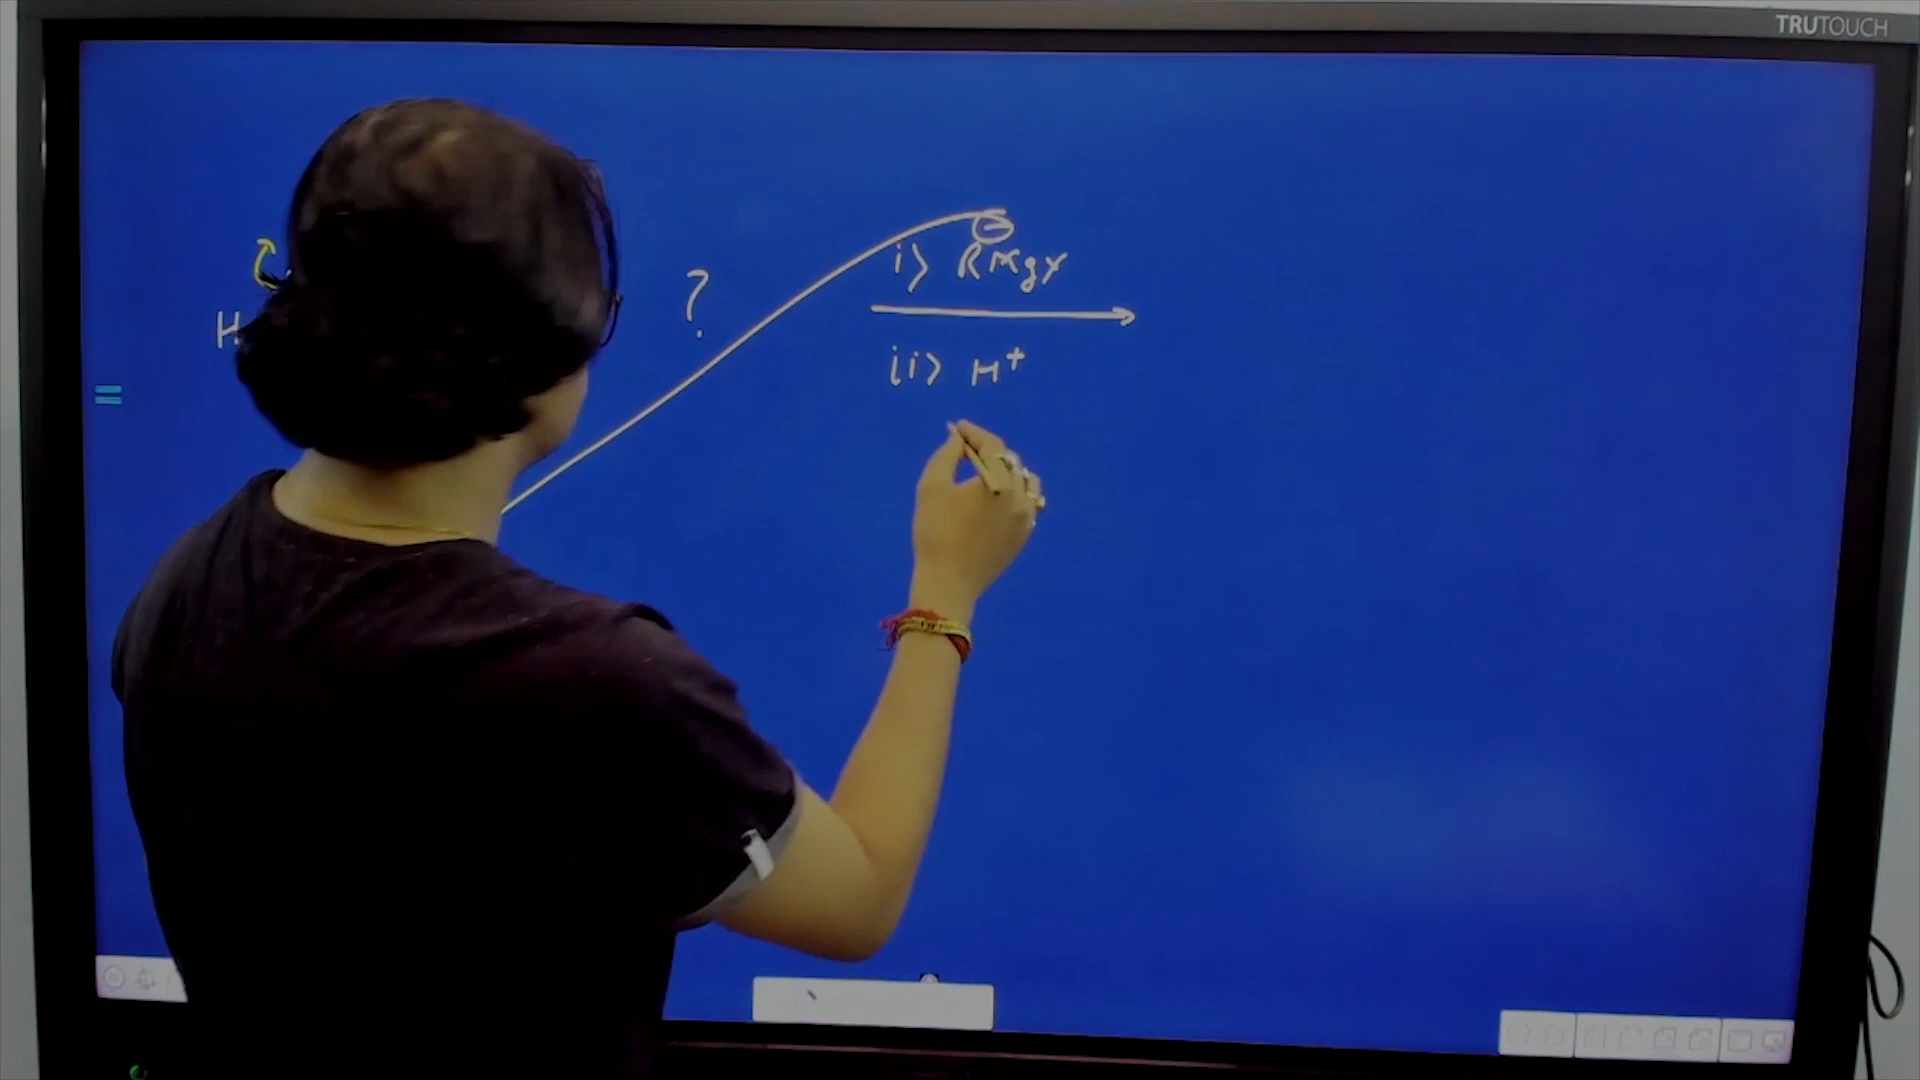 TRUTOUCH
i> RMgX
?
H
ii> H+